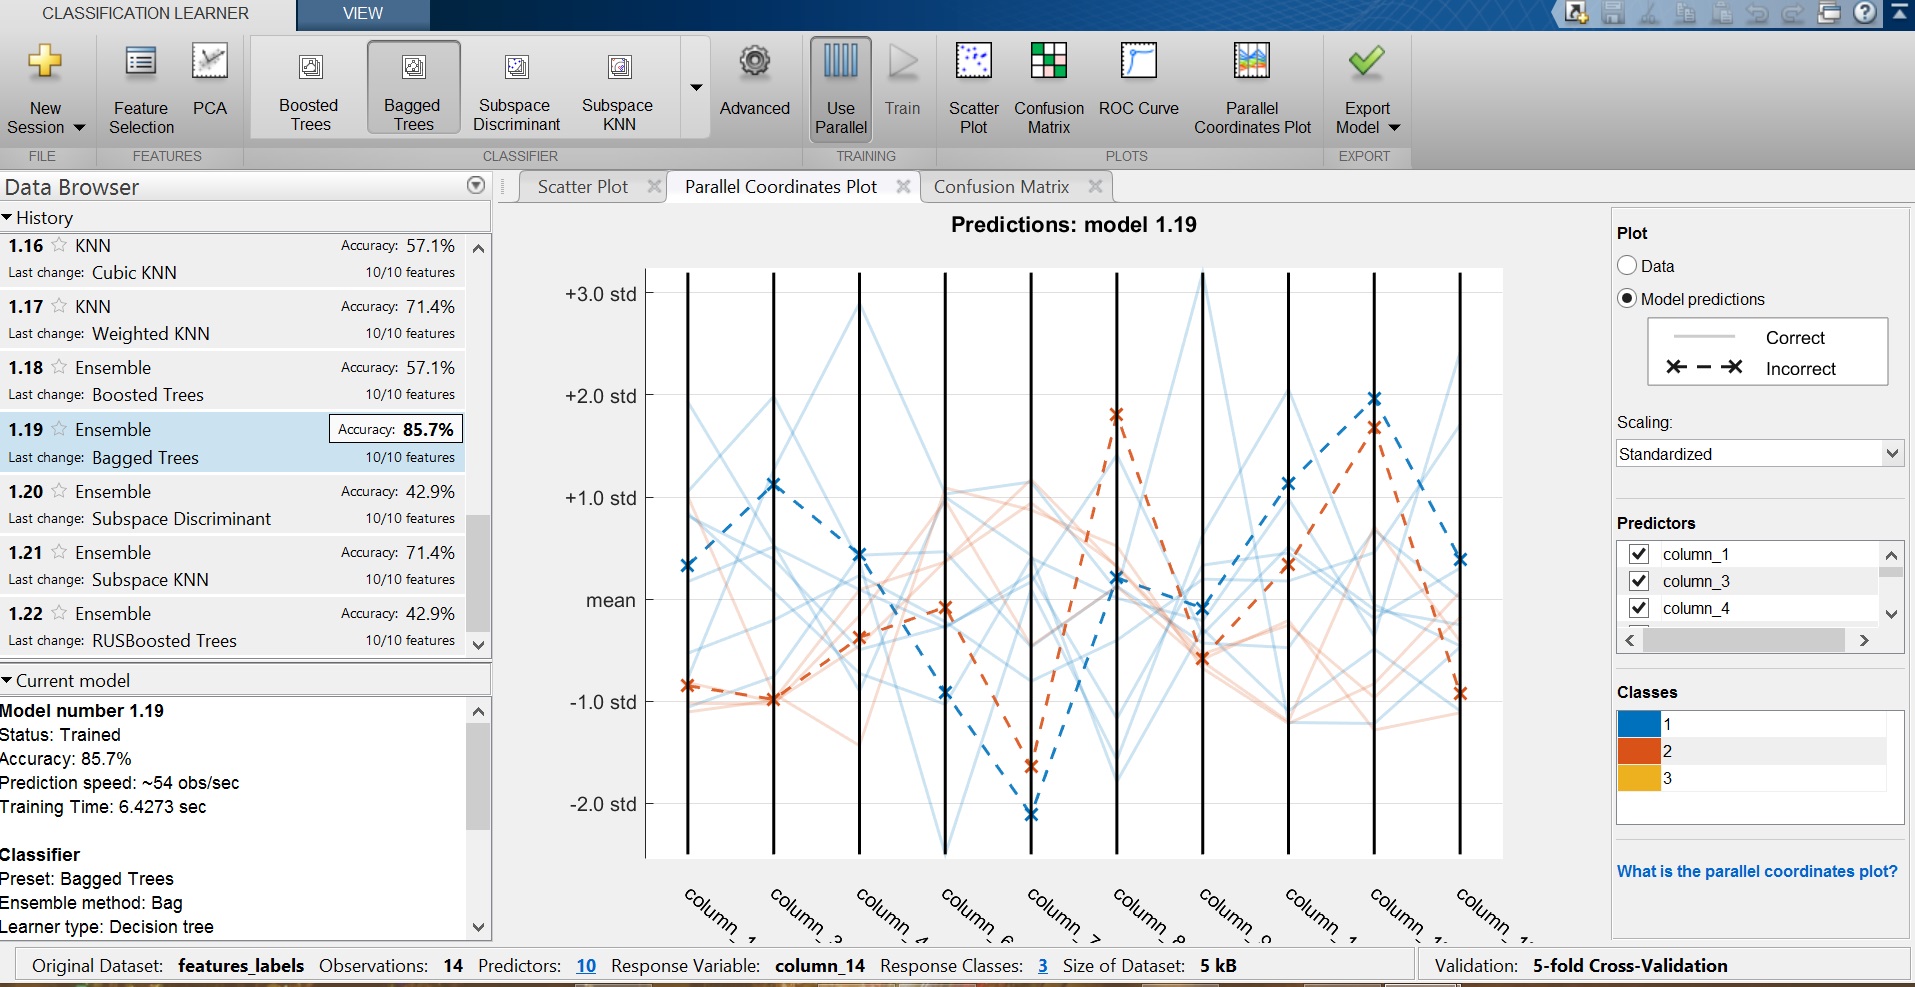 CLASSIFICATION LEARNER
VIEW
New Session
Feature Selection
PCA
Boosted Trees
Bagged Trees
Subspace Discriminant
Subspace KNN
Advanced
Use Parallel
Train
Scatter Plot
Confusion Matrix
ROC Curve
Parallel Coordinates Plot
Export Model
FILE
FEATURES
CLASSIFIER
TRAINING
PLOTS
EXPORT
Data Browser
History
1.16 KNN Accuracy: 57.1%
Last change: Cubic KNN 10/10 features
1.17 KNN Accuracy: 71.4%
Last change: Weighted KNN 10/10 features
1.18 Ensemble Accuracy: 57.1%
Last change: Boosted Trees 10/10 features
1.19 Ensemble Accuracy: 85.7%
Last change: Bagged Trees 10/10 features
1.20 Ensemble Accuracy: 42.9%
Last change: Subspace Discriminant 10/10 features
1.21 Ensemble Accuracy: 71.4%
Last change: Subspace KNN 10/10 features
1.22 Ensemble Accuracy: 42.9%
Last change: RUSBoosted Trees 10/10 features
Current model
Model number 1.19
Status: Trained
Accuracy: 85.7%
Prediction speed: ~54 obs/sec
Training Time: 6.4273 sec
Classifier
Preset: Bagged Trees
Ensemble method: Bag
Learner type: Decision tree
Scatter Plot
Parallel Coordinates Plot
Confusion Matrix
Predictions: model 1.19
+3.0 std
+2.0 std
+1.0 std
mean
-1.0 std
-2.0 std
column_1
column_3
column_4
column_6
column_7
column_8
column_9
column_1
column_1
column_1
Plot
Data
Model predictions
Correct
Incorrect
Scaling:
Standardized
Predictors
column_1
column_3
column_4
Classes
1
2
3
What is the parallel coordinates plot?
Original Dataset: features_labels Observations: 14 Predictors: 10 Response Variable: column_14 Response Classes: 3 Size of Dataset: 5 kB
Validation: 5-fold Cross-Validation